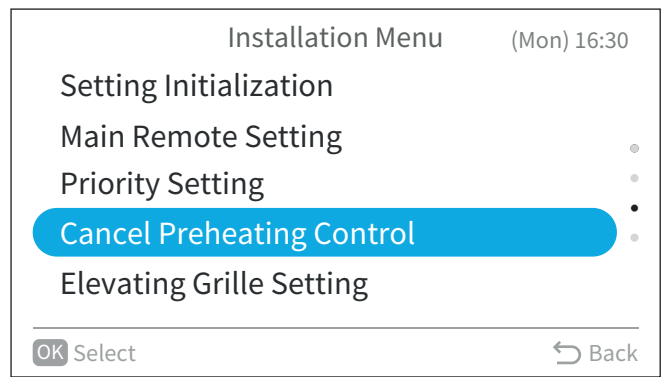 Installation Menu (Mon) 16:30
Setting Initialization
Main Remote Setting
Priority Setting
Cancel Preheating Control
Elevating Grille Setting
OK Select Back